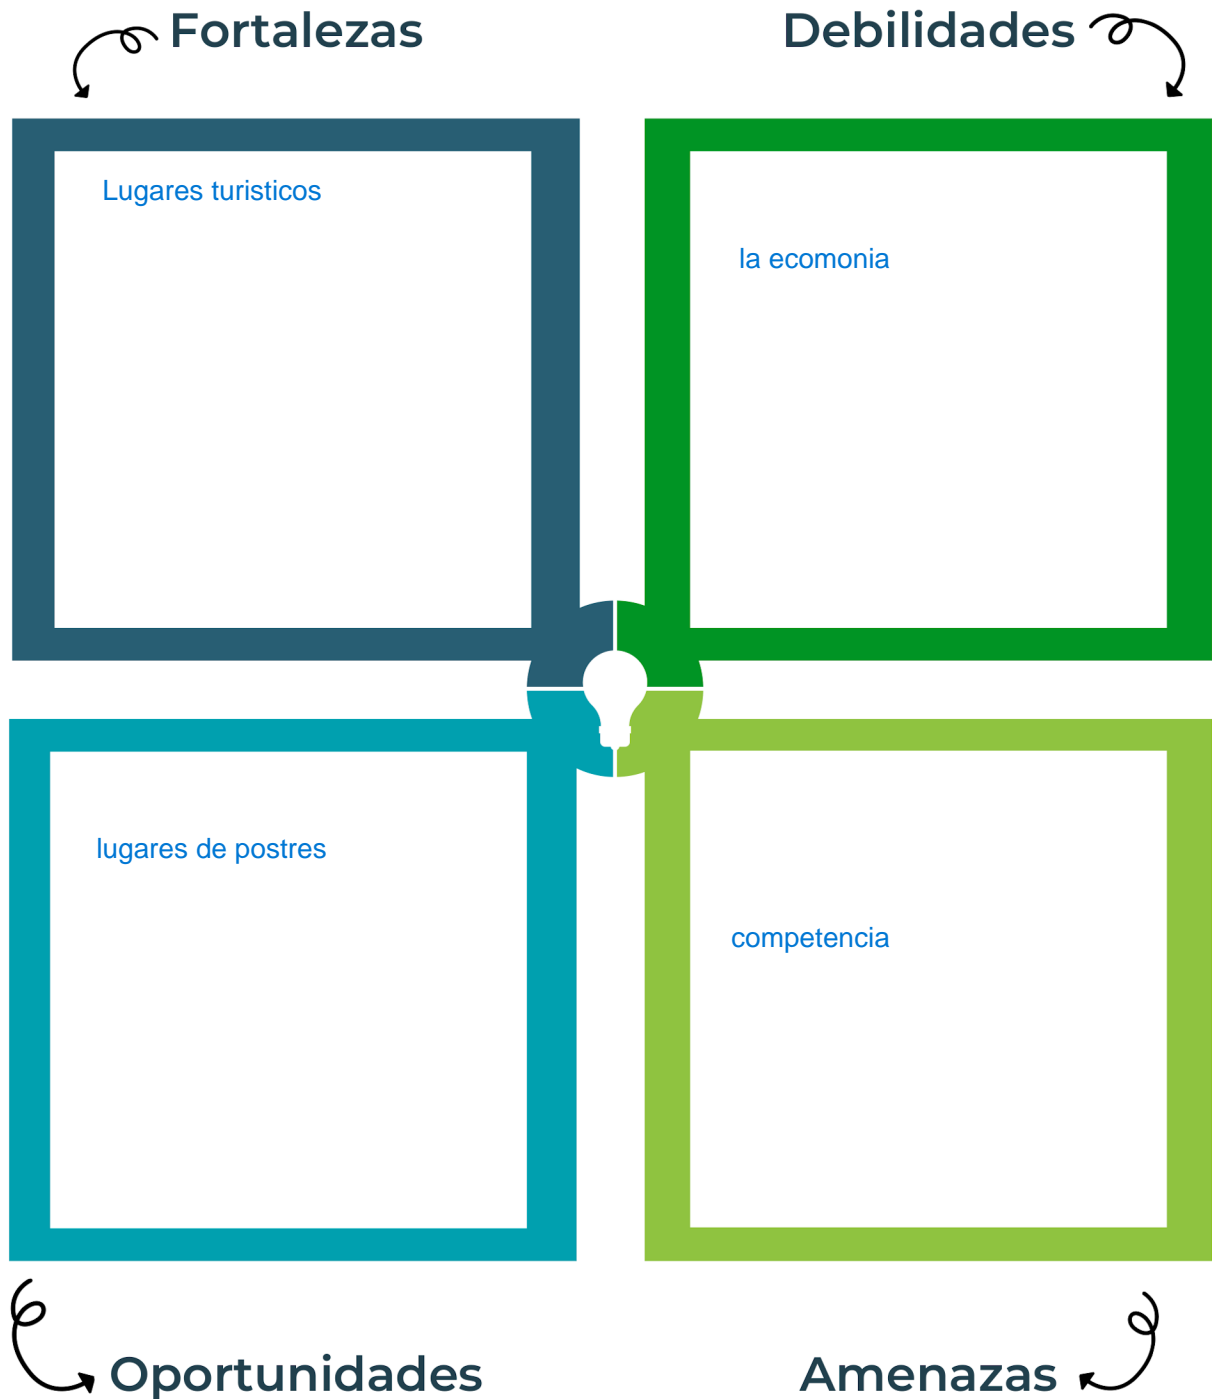 Fortalezas
Debilidades
Lugares turisticos
la ecomonia
lugares de postres
competencia
Oportunidades
Amenazas